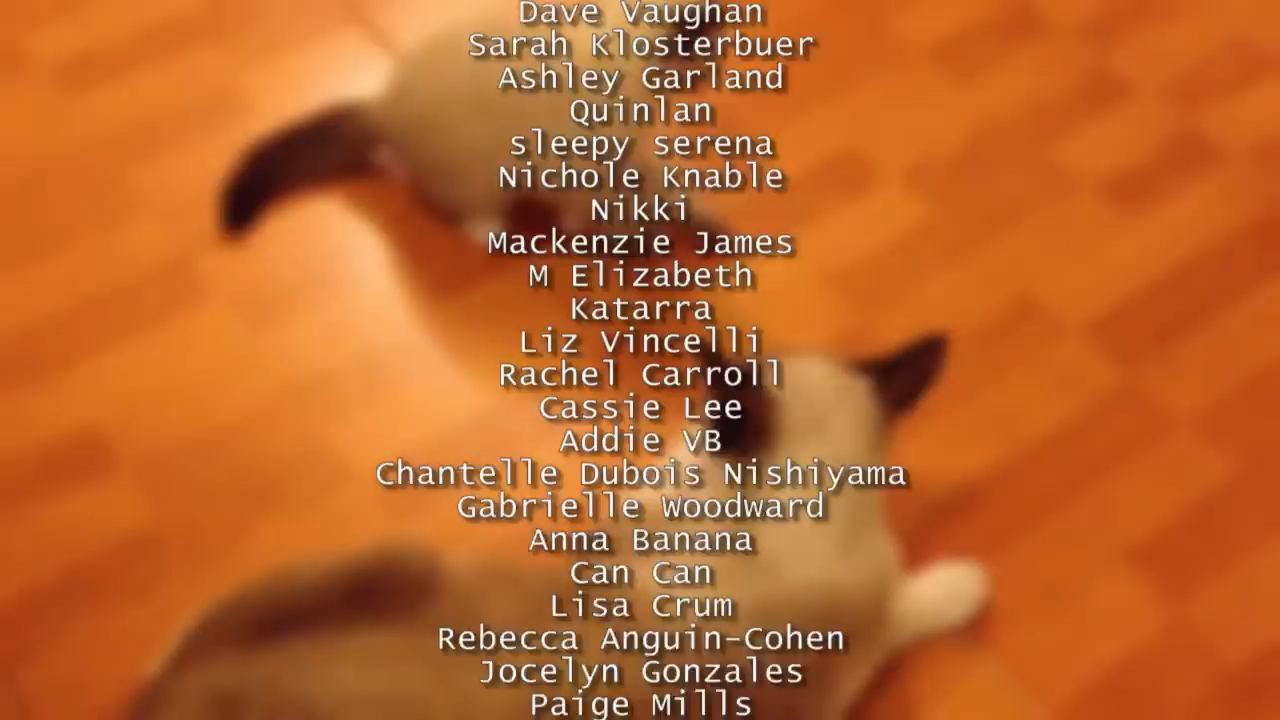 Dave Vaughan
Sarah Klosterbuer
Ashley Garland
Quinlan
sleepy serena
Nichole Knable
Nikki
Mackenzie James
M Elizabeth
Katarra
Liz Vincelli
Rachel Carroll
Cassie Lee
Addie VB
Chantelle Dubois Nishiyama
Gabrielle Woodward
Anna Banana
Can Can
Lisa Crum
Rebecca Anguin-Cohen
Jocelyn Gonzales
Paige Mills